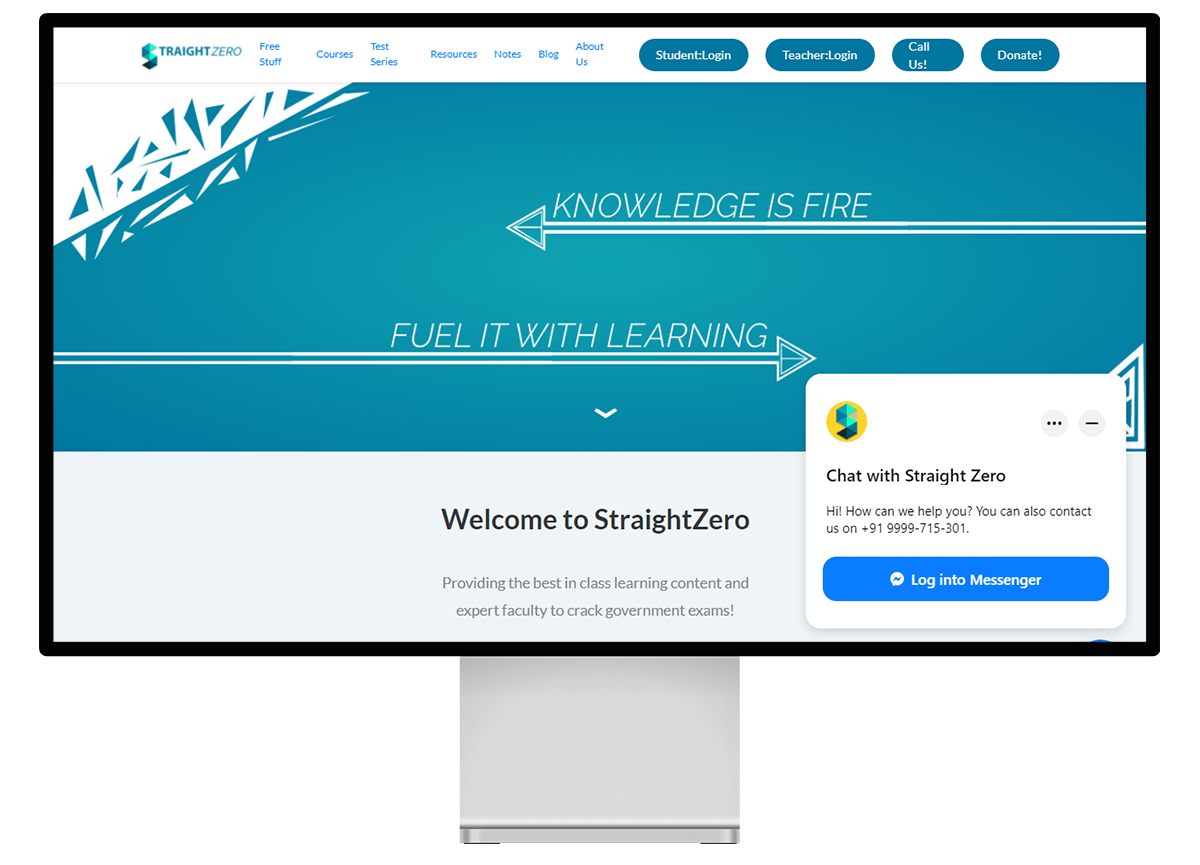 TRAIGHTZERO
Free
Stuff
Courses
Test
Series
Resources
Notes
Blog
About
Us
Student:Login
Teacher:Login
Call
Us!
Donate!
KNOWLEDGE IS FIRE
FUEL IT WITH LEARNING
Welcome to StraightZero
Providing the best in class learning content and
expert faculty to crack government exams!
Chat with Straight Zero
Hi! How can we help you? You can also contact
us on +91 9999-715-301.
Log into Messenger